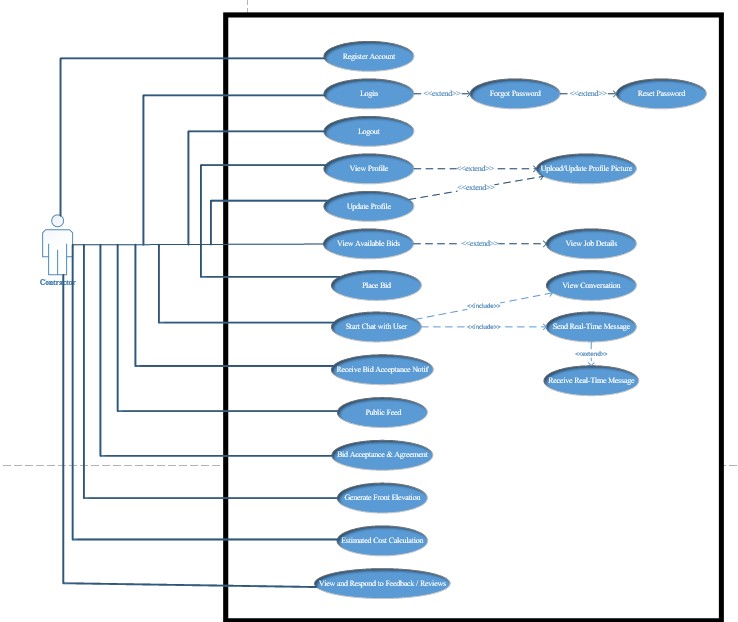 Register Account
Login
<<extend>>
Forgot Password
<<extend>>
Reset Password
Logout
View Profile
<<extend>>
Upload/Update Profile Picture
<<extend>>
Update Profile
View Available Bids
<<extend>>
View Job Details
Contractor
Place Bid
View Conversation
<<include>>
Start Chat with User
<<include>>
Send Real-Time Message
<<extend>>
Receive Bid Acceptance Notif
Receive Real-Time Message
Public Feed
Bid Acceptance & Agreement
Generate Front Elevation
Estimated Cost Calculation
View and Respond to Feedback / Reviews